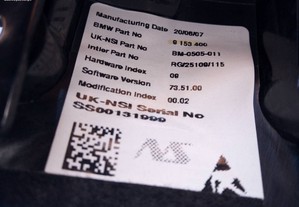 Manufacturing Date 20/08/07
BMW Part No 9 153 400
UK-NSI Part No BM-0505-011
Intier Part No RG/25109/115
Hardware Index 09
Software Version 73.51.00
Modification Index 00.02
UK-NSI Serial No
SS00131999
NS